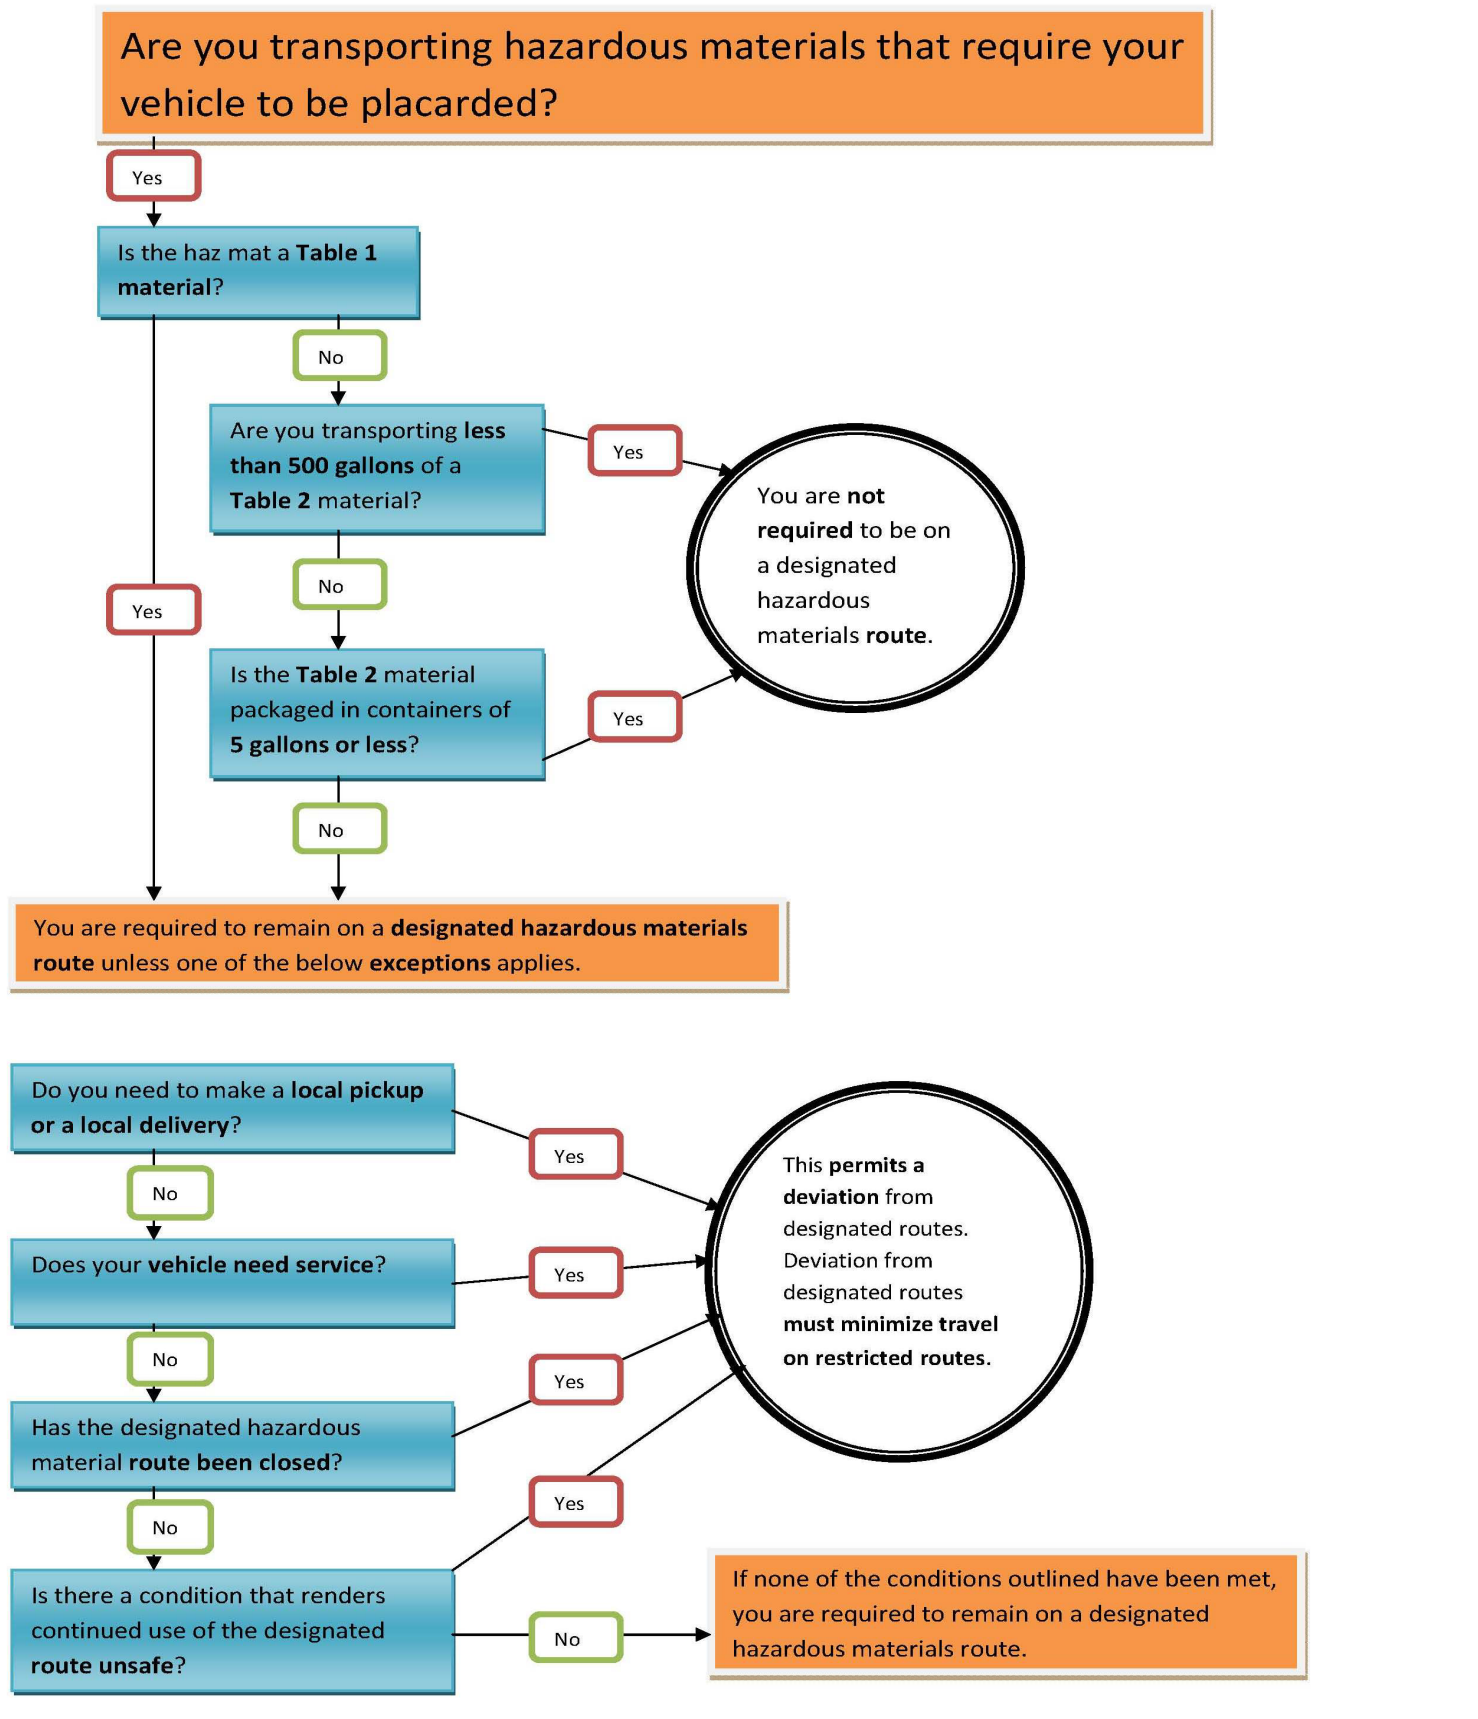 Are you transporting hazardous materials that require your
vehicle to be placarded?
Yes
Is the haz mat a Table 1
material?
No
Are you transporting less
than 500 gallons of a
Table 2 material?
Yes
You are not
required to be on
a designated
hazardous
materials route.
No
Yes
Is the Table 2 material
packaged in containers of
5 gallons or less?
Yes
No
You are required to remain on a designated hazardous materials
route unless one of the below exceptions applies.
Do you need to make a local pickup
or a local delivery?
Yes
No
This permits a
deviation from
designated routes.
Deviation from
designated routes
must minimize travel
on restricted routes.
Does your vehicle need service?
Yes
No
Has the designated hazardous
material route been closed?
Yes
No
Is there a condition that renders
continued use of the designated
route unsafe?
Yes
No
If none of the conditions outlined have been met,
you are required to remain on a designated
hazardous materials route.